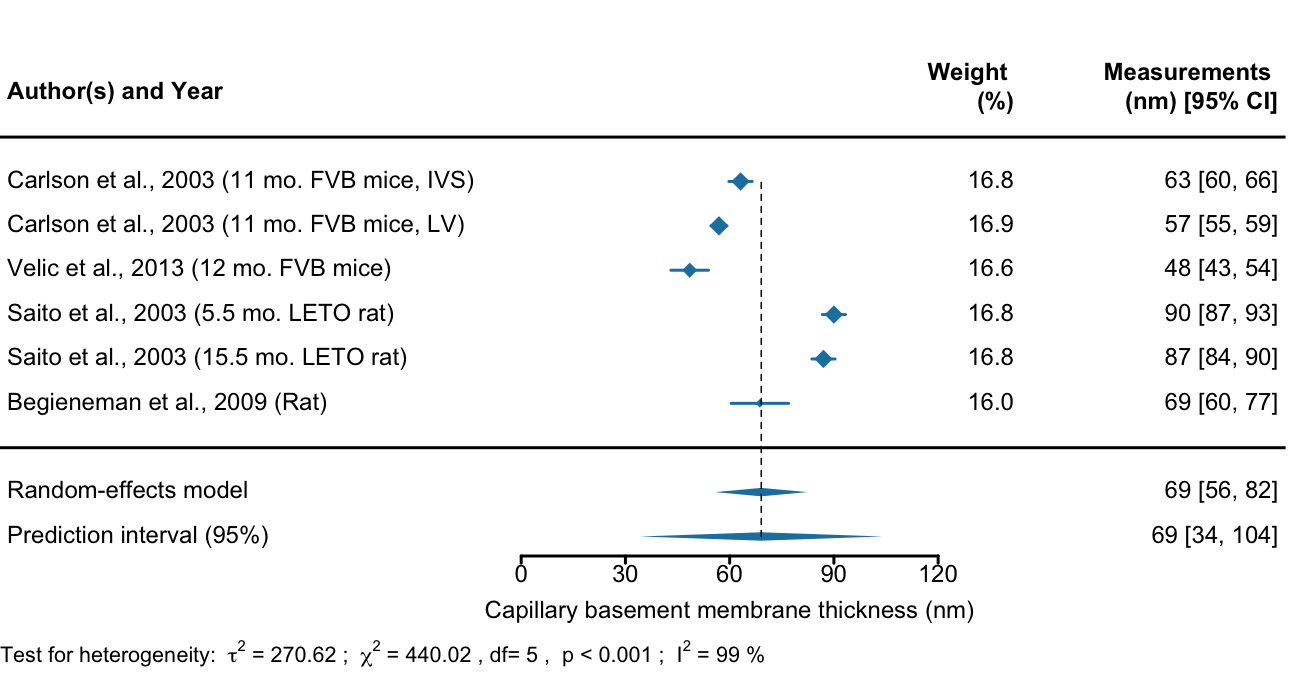 Author(s) and Year Weight (%) Measurements (nm) [95% CI]
Carlson et al., 2003 (11 mo. FVB mice, IVS) 16.8 63 [60, 66]
Carlson et al., 2003 (11 mo. FVB mice, LV) 16.9 57 [55, 59]
Velic et al., 2013 (12 mo. FVB mice) 16.6 48 [43, 54]
Saito et al., 2003 (5.5 mo. LETO rat) 16.8 90 [87, 93]
Saito et al., 2003 (15.5 mo. LETO rat) 16.8 87 [84, 90]
Begieneman et al., 2009 (Rat) 16.0 69 [60, 77]
Random-effects model 69 [56, 82]
Prediction interval (95%) 69 [34, 104]
0 30 60 90 120
Capillary basement membrane thickness (nm)
Test for heterogeneity: τ² = 270.62 ; χ² = 440.02 , df= 5 , p < 0.001 ; I² = 99 %